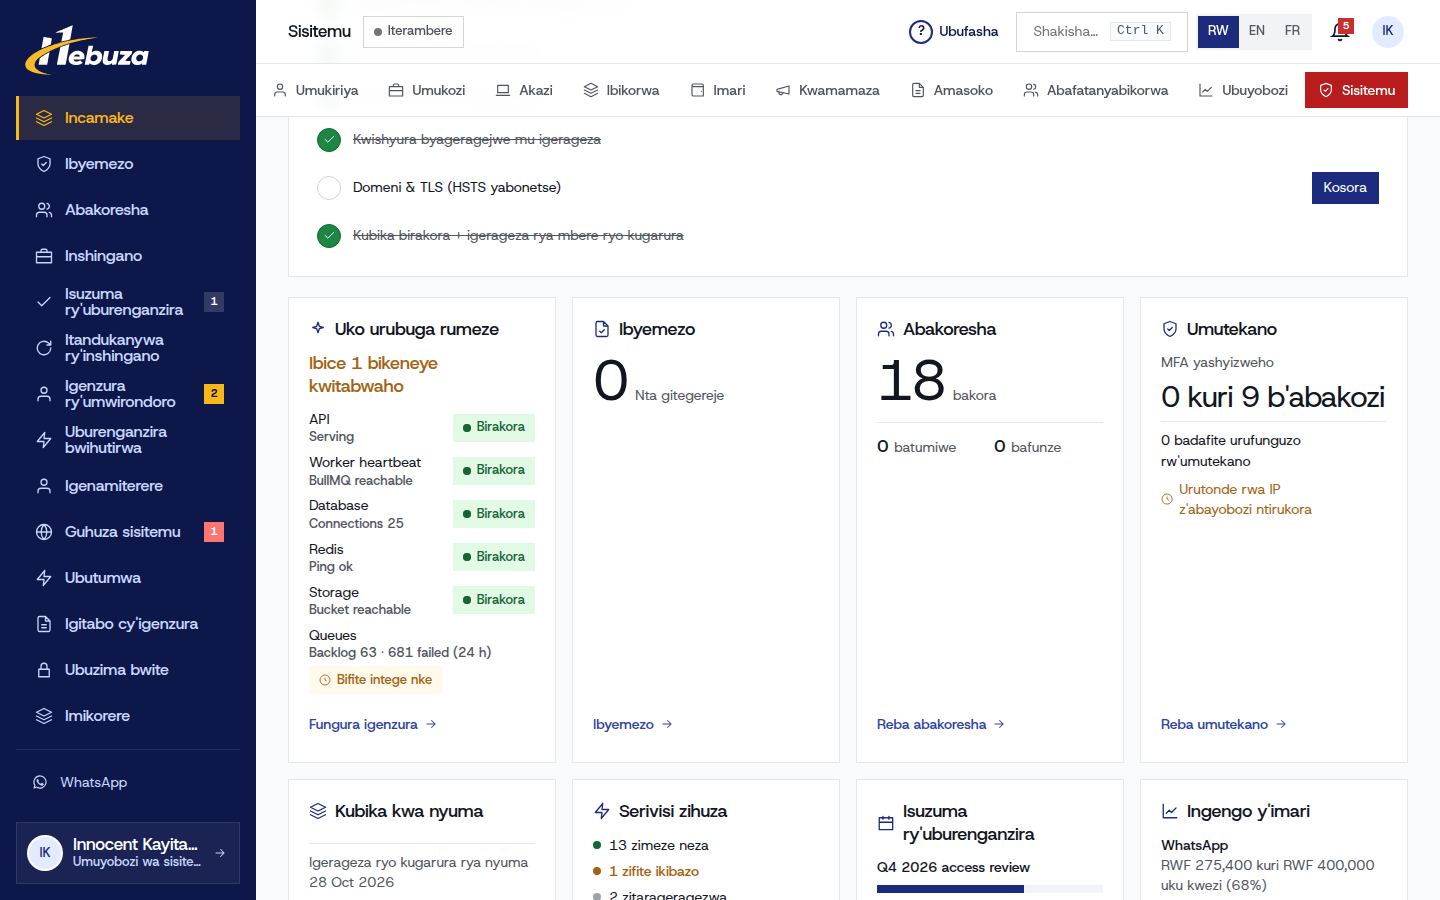 Hebuza
Incamake
Ibyemezo
Abakoresha
Inshingano
Isuzuma
ry'uburenganzira
1
Itandukanywa
ry'inshingano
Igenzura
ry'umwirondoro
2
Uburenganzira
bwihutirwa
Igenamiterere
Guhuza sisitemu
1
Ubutumwa
Igitabo cy'igenzura
Ubuzima bwite
Imikorere
WhatsApp
IK
Innocent Kayita...
Umuyobozi wa sisite...
Sisitemu
Iterambere
? Ubufasha
Shakisha...
Ctrl K
RW
EN
FR
5
IK
Umukiriya
Umukozi
Akazi
Ibikorwa
Imari
Kwamamaza
Amasoko
Abafatanyabikorwa
Ubuyobozi
Sisitemu
Kwishyura byageragejwe mu igerageza
Domeni & TLS (HSTS yabonetse)
Kosora
Kubika birakora + igerageza rya mbere ryo kugarura
Uko urubuga rumeze
Ibice 1 bikeneye
kwitabwaho
API
Serving
Birakora
Worker heartbeat
BullMQ reachable
Birakora
Database
Connections 25
Birakora
Redis
Ping ok
Birakora
Storage
Bucket reachable
Birakora
Queues
Backlog 63 · 681 failed (24 h)
Bifite intege nke
Fungura igenzura
Ibyemezo
0 Nta gitegereje
Ibyemezo
Abakoresha
18 bakora
0 batumiwe
0 bafunze
Reba abakoresha
Umutekano
MFA yashyizweho
0 kuri 9 b'abakozi
0 badafite urufunguzo
rw'umutekano
Urutonde rwa IP
z'abayobozi ntirukora
Reba umutekano
Kubika kwa nyuma
Igerageza ryo kugarura rya nyuma
28 Oct 2026
Serivisi zihuza
13 zimeze neza
1 zifite ikibazo
2 zitarageragezwa
Isuzuma
ry'uburenganzira
Q4 2026 access review
Ingengo y'imari
WhatsApp
RWF 275,400 kuri RWF 400,000
uku kwezi (68%)